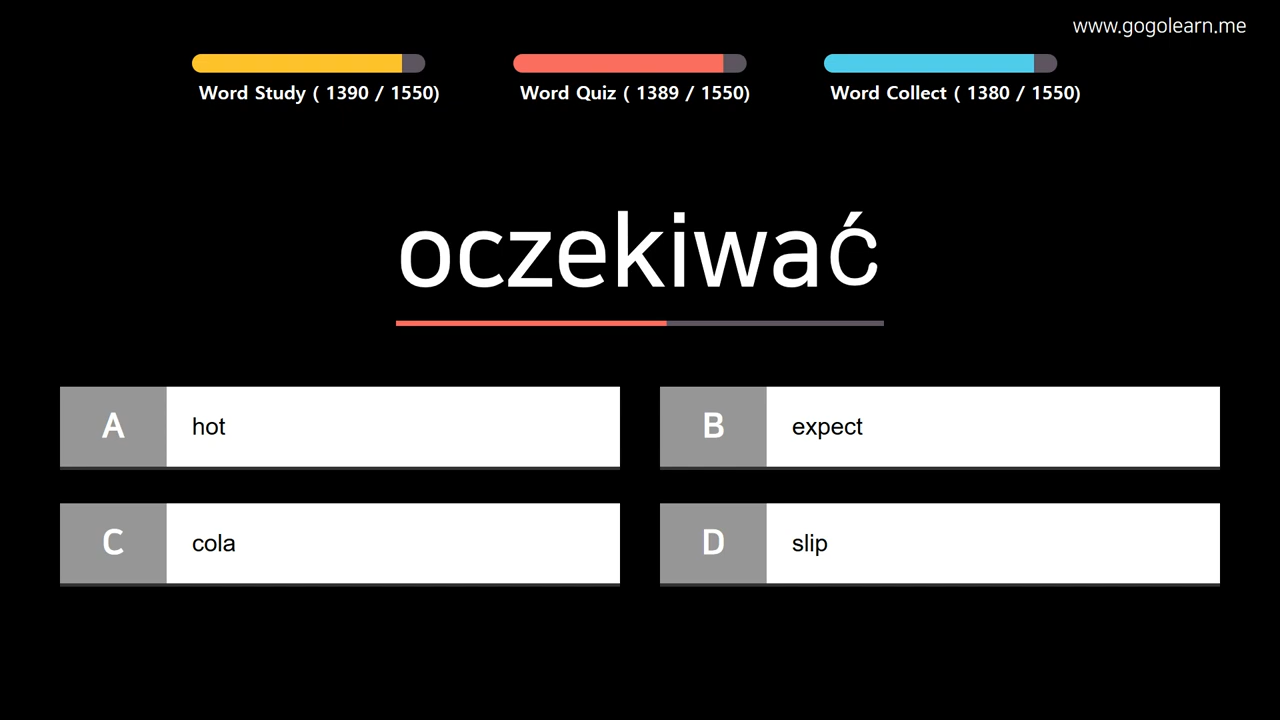 www.gogolearn.me
Word Study ( 1390 / 1550)
Word Quiz ( 1389 / 1550)
Word Collect ( 1380 / 1550)
oczekiwać
A hot
B expect
C cola
D slip